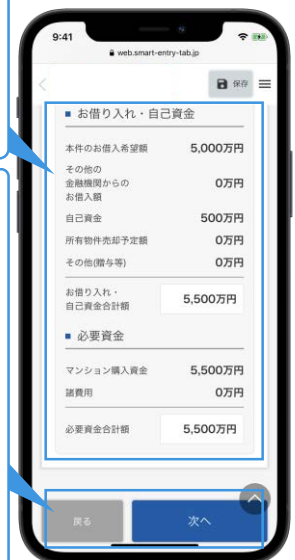 9:41
web.smart-entry-tab.jp
保存
お借り入れ・自己資金
本件のお借入希望額 5,000万円
その他の
金融機関からの 0万円
お借入額
自己資金 500万円
所有物件売却予定額 0万円
その他(贈与等) 0万円
お借り入れ・
自己資金合計額 5,500万円
必要資金
マンション購入資金 5,500万円
諸費用 0万円
必要資金合計額 5,500万円
戻る 次へ